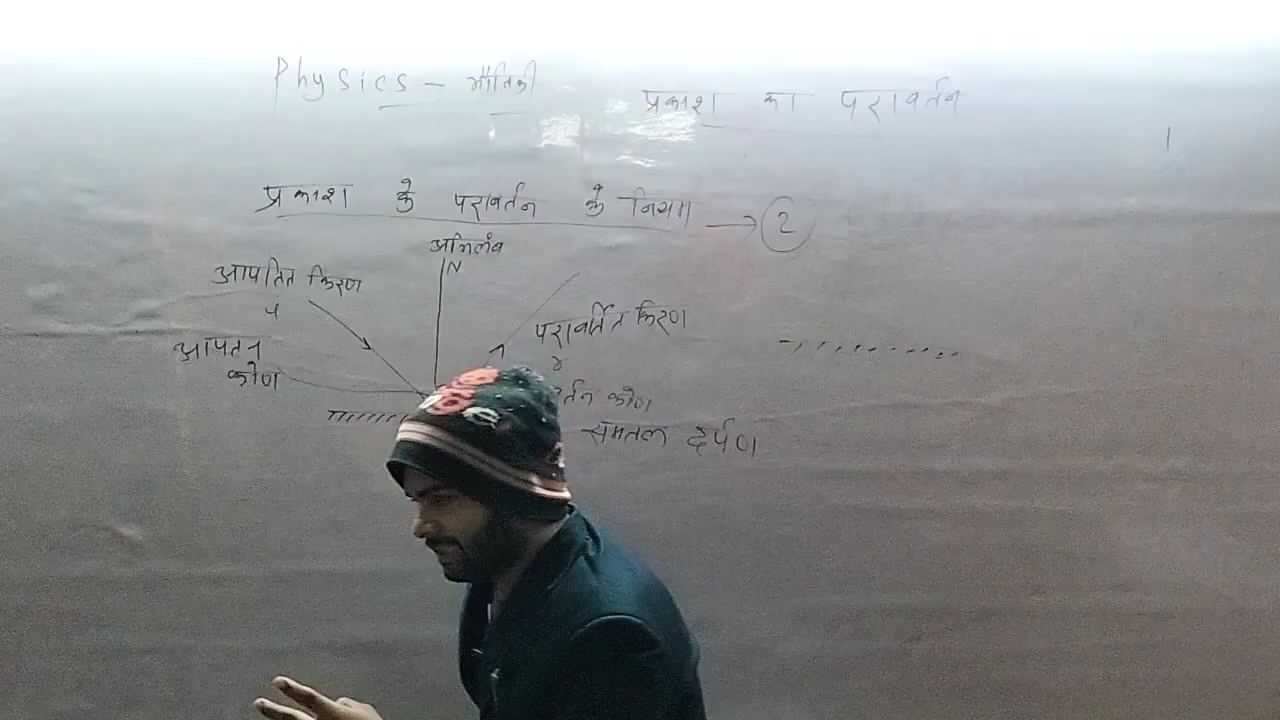 Physics - भौतिकी
प्रकाश का परावर्तन
प्रकाश के परावर्तन के नियम → 2
अभिलंब
N
आपतित किरण
i
परावर्तित किरण
r
आपतन
कोण
र्तन कोण
समतल दर्पण